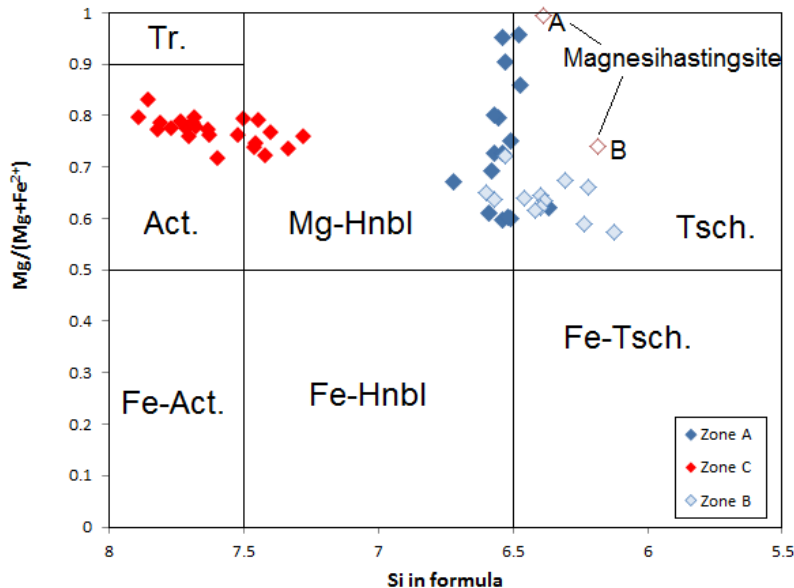 1
0.9
0.8
0.7
0.6
0.5
0.4
0.3
0.2
0.1
0
Mg/(Mg+Fe²⁺)
Tr.
A
Magnesihastingsite
B
Act.
Mg-Hnbl
Tsch.
Fe-Tsch.
Fe-Act.
Fe-Hnbl
Zone A
Zone C
Zone B
8
7.5
7
6.5
6
5.5
Si in formula